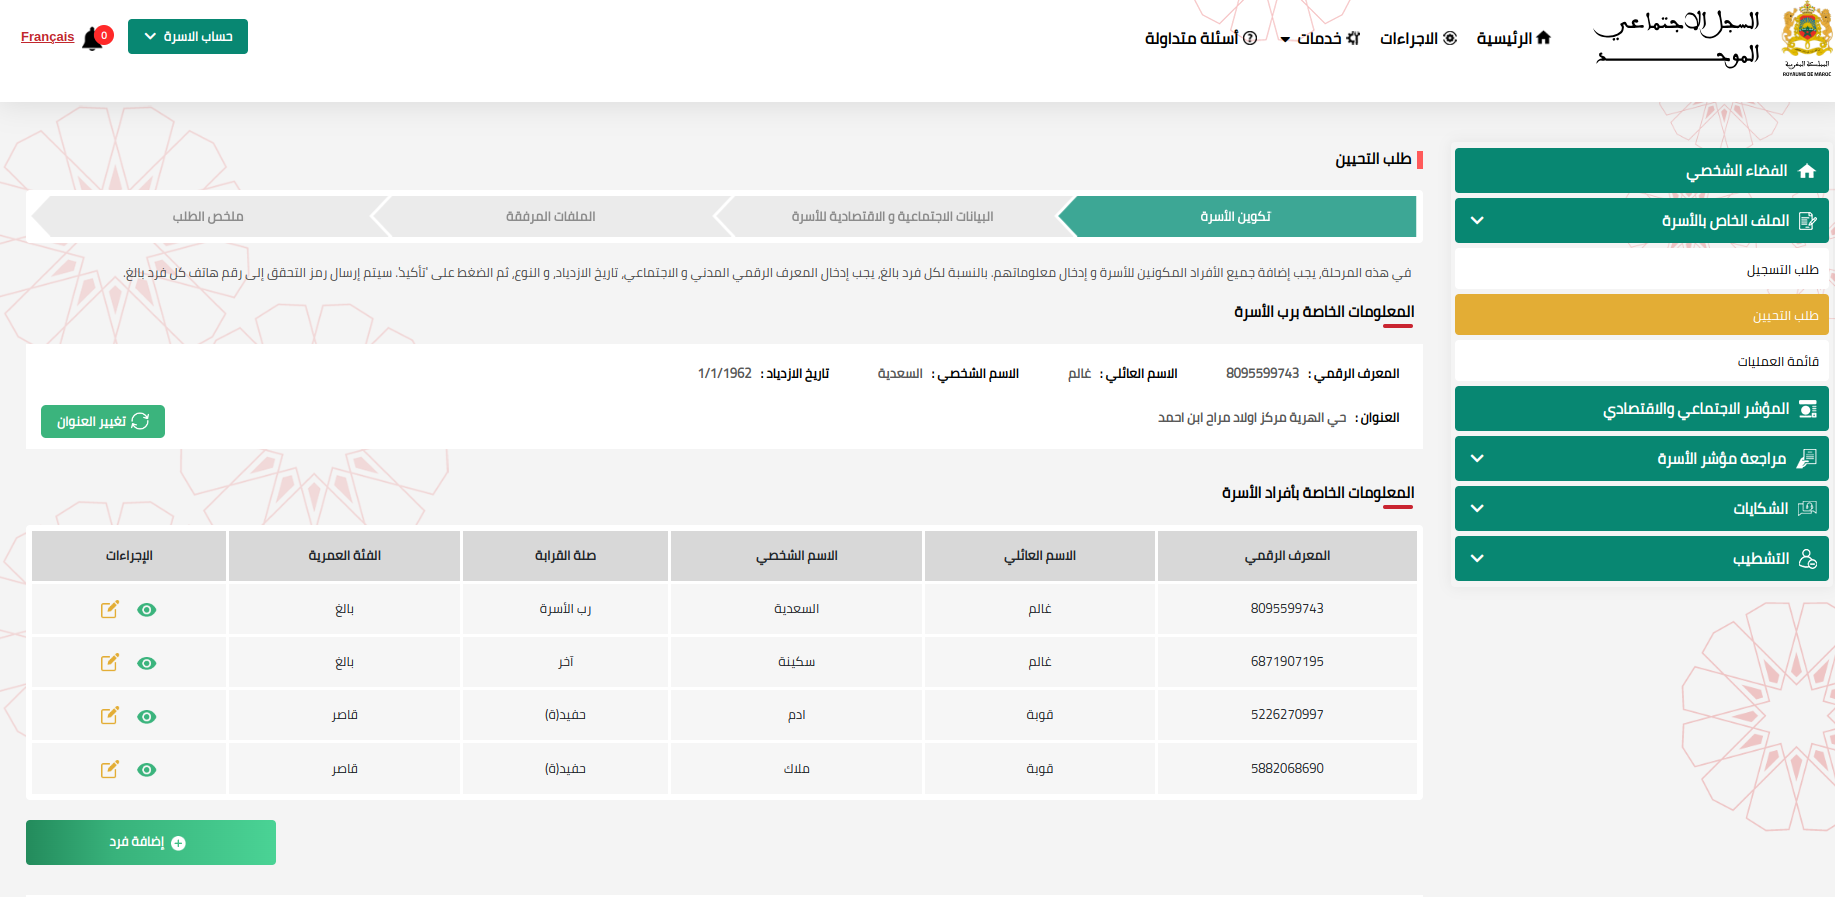 السجل الاجتماعي
الموحد
المملكة المغربية
ROYAUME DE MAROC
الرئيسية
الاجراءات
خدمات
أسئلة متداولة
حساب الاسرة
0
Français
الفضاء الشخصي
الملف الخاص بالأسرة
طلب التسجيل
طلب التحيين
قائمة العمليات
المؤشر الاجتماعي والاقتصادي
مراجعة مؤشر الأسرة
الشكايات
التشطيب
طلب التحيين
تكوين الأسرة
البيانات الاجتماعية و الاقتصادية للأسرة
الملفات المرفقة
ملخص الطلب
في هذه المرحلة, يجب إضافة جميع الأفراد المكونين للأسرة و إدخال معلوماتهم. بالنسبة لكل فرد بالغ, يجب إدخال المعرف الرقمي المدني و الاجتماعي, تاريخ الازدياد, و النوع, ثم الضغط على 'تأكيد'. سيتم إرسال رمز التحقق إلى رقم هاتف كل فرد بالغ.
المعلومات الخاصة برب الأسرة
المعرف الرقمي : 8095599743 الاسم العائلي : غالم الاسم الشخصي : السعدية تاريخ الازدياد : 1/1/1962
العنوان : حي الهرية مركز اولاد مراح ابن احمد
تغيير العنوان
المعلومات الخاصة بأفراد الأسرة
المعرف الرقمي الاسم العائلي الاسم الشخصي صلة القرابة الفئة العمرية الإجراءات
8095599743 غالم السعدية رب الأسرة بالغ
6871907195 غالم سكينة آخر بالغ
5226270997 قوبة ادم حفيد(ة) قاصر
5882068690 قوبة ملاك حفيد(ة) قاصر
إضافة فرد